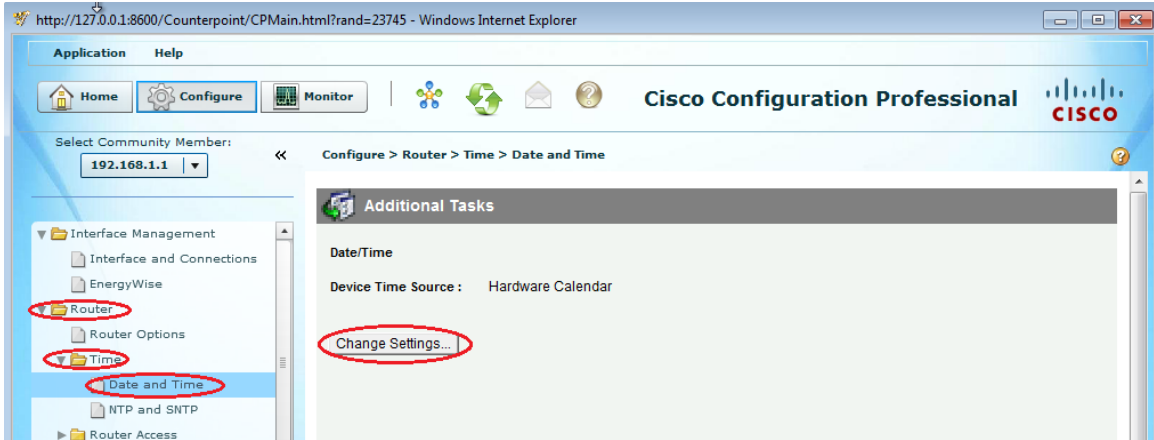 http://127.0.0.1:8600/Counterpoint/CPMain.html?rand=23745 - Windows Internet Explorer
Application Help
Home Configure Monitor Cisco Configuration Professional CISCO
Select Community Member:
192.168.1.1
Configure > Router > Time > Date and Time
Additional Tasks
Interface Management
Interface and Connections
EnergyWise
Router
Router Options
Time
Date and Time
NTP and SNTP
Router Access
Date/Time
Device Time Source : Hardware Calendar
Change Settings...